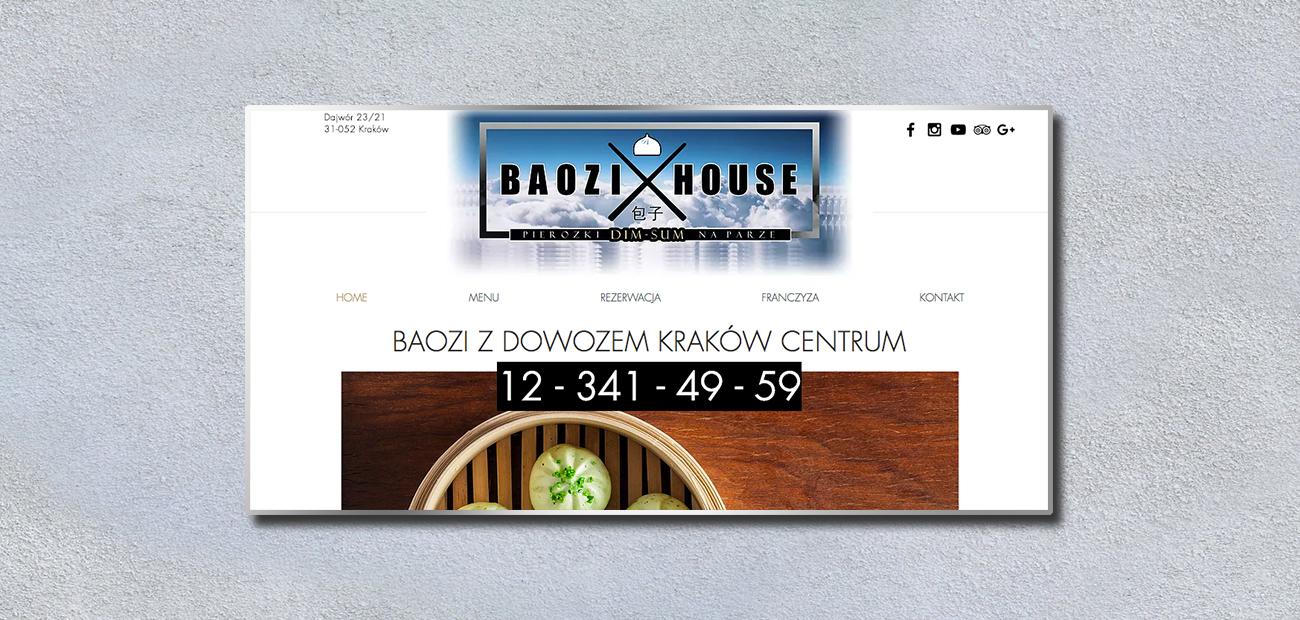 Dajwór 23/21
31-052 Kraków
BAOZI HOUSE
包子
PIEROŻKI DIM-SUM NA PARZE
HOME MENU REZERWACJA FRANCZYZA KONTAKT
BAOZI Z DOWOZEM KRAKÓW CENTRUM
12 - 341 - 49 - 59